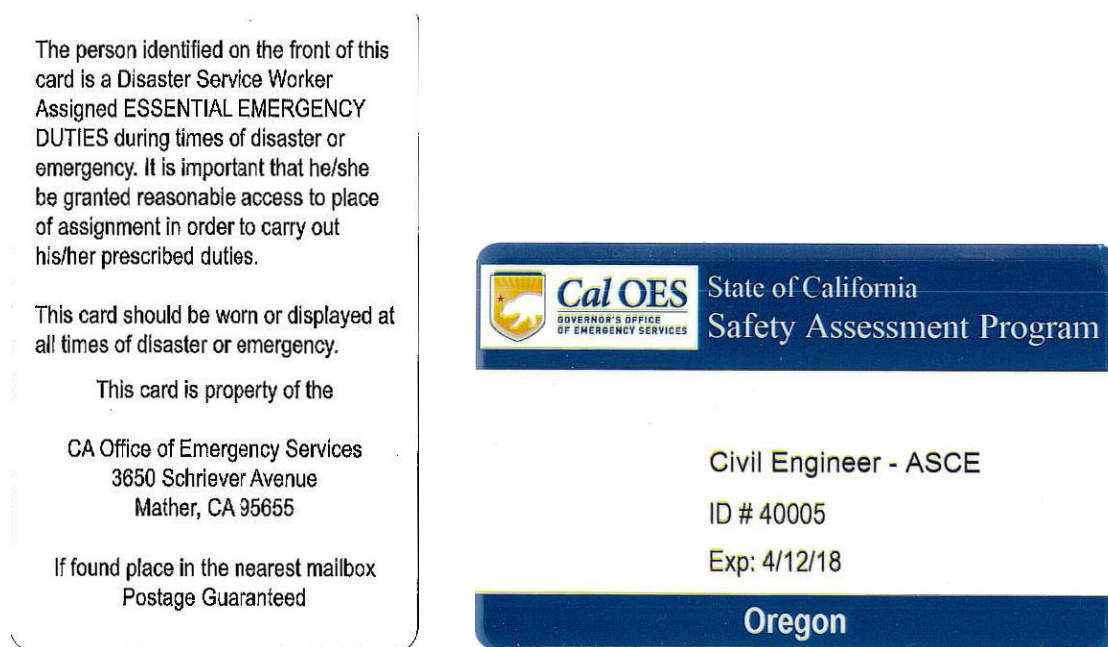 The person identified on the front of this
card is a Disaster Service Worker
Assigned ESSENTIAL EMERGENCY
DUTIES during times of disaster or
emergency. It is important that he/she
be granted reasonable access to place
of assignment in order to carry out
his/her prescribed duties.
This card should be worn or displayed at
all times of disaster or emergency.
This card is property of the
CA Office of Emergency Services
3650 Schriever Avenue
Mather, CA 95655
If found place in the nearest mailbox
Postage Guaranteed
Cal OES
GOVERNOR'S OFFICE
OF EMERGENCY SERVICES
State of California
Safety Assessment Program
Civil Engineer - ASCE
ID # 40005
Exp: 4/12/18
Oregon